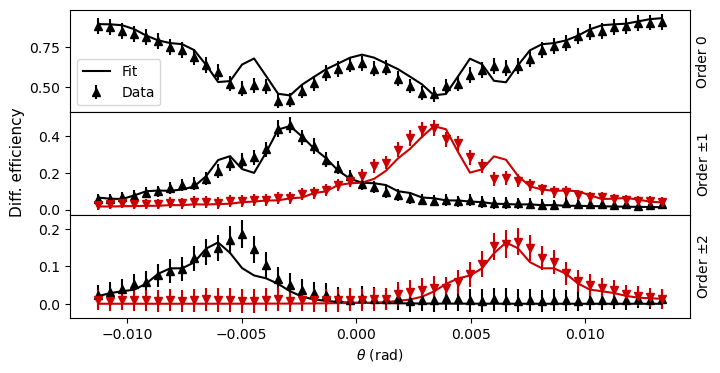 0.75
0.50
Fit
Data
Order 0
0.4
0.2
0.0
Order ±1
Diff. efficiency
0.2
0.1
0.0
Order ±2
−0.010
−0.005
0.000
0.005
0.010
θ (rad)